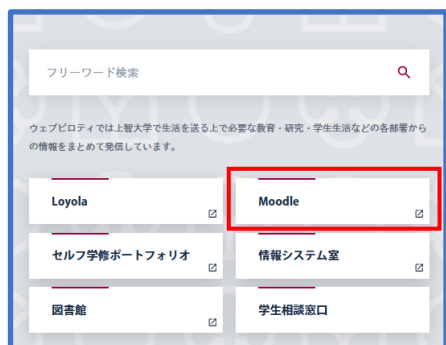 フリーワード検索
ウェブピロティでは上智大学で生活を送る上で必要な教育・研究・学生生活などの各部署から
の情報をまとめて発信しています。
Loyola
Moodle
セルフ学修ポートフォリオ
情報システム室
図書館
学生相談窓口